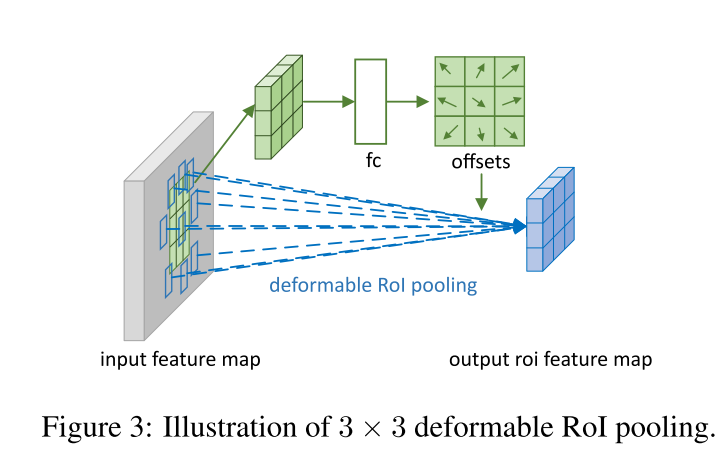 fc
offsets
deformable RoI pooling
input feature map
output roi feature map
Figure 3: Illustration of 3 × 3 deformable RoI pooling.